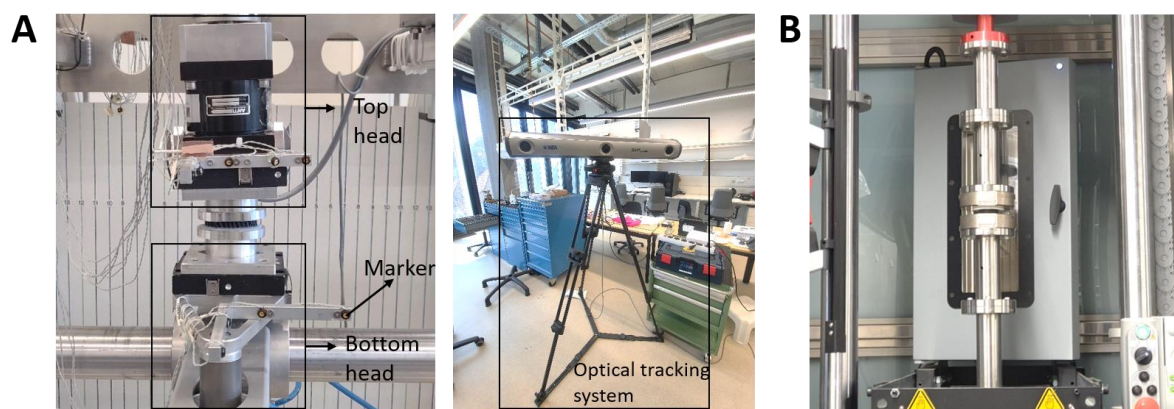 A
B
Top
head
Marker
Bottom
head
Optical tracking
system